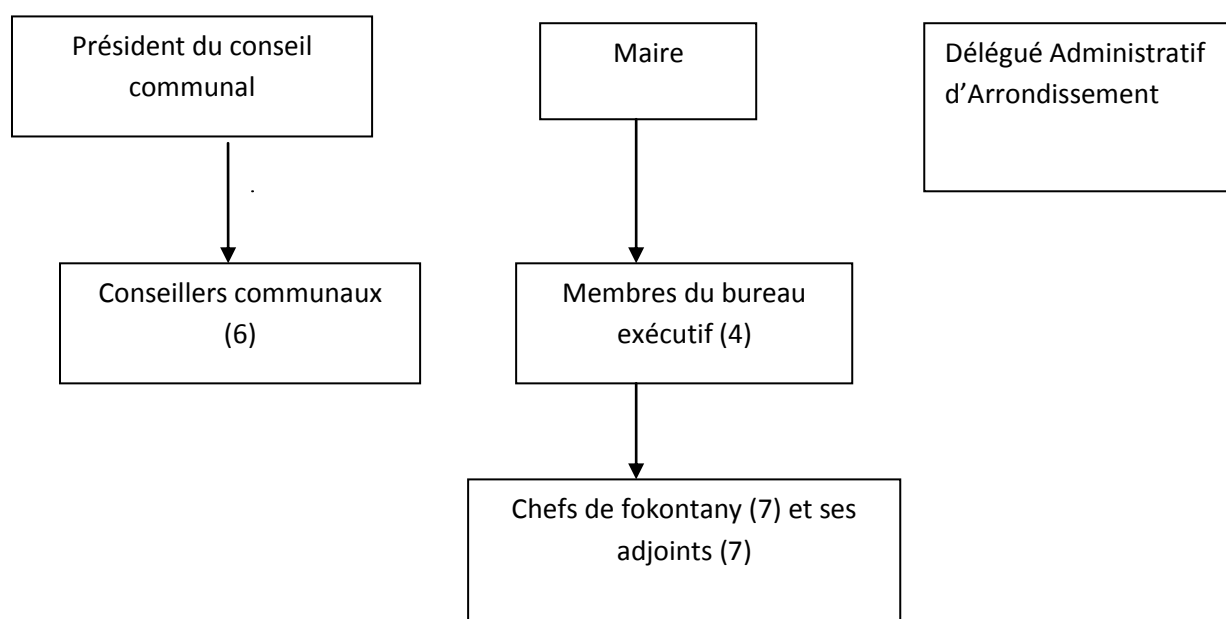 Président du conseil
communal
Maire
Délégué Administratif
d’Arrondissement
Conseillers communaux
(6)
Membres du bureau
exécutif (4)
Chefs de fokontany (7) et ses
adjoints (7)